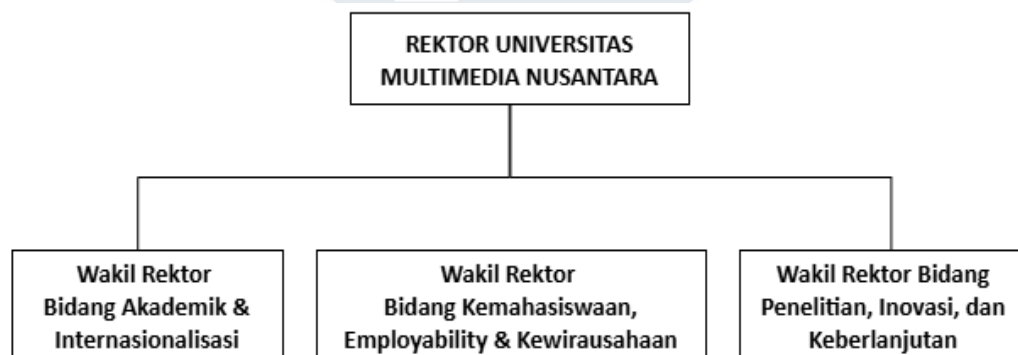 REKTOR UNIVERSITAS
MULTIMEDIA NUSANTARA
Wakil Rektor
Bidang Akademik &
Internasionalisasi
Wakil Rektor
Bidang Kemahasiswaan,
Employability & Kewirausahaan
Wakil Rektor Bidang
Penelitian, Inovasi, dan
Keberlanjutan